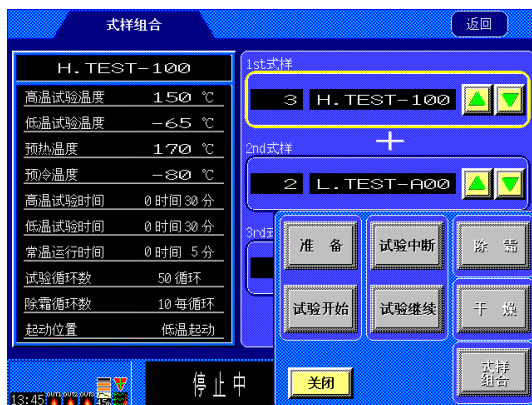 式样组合
返回
H.TEST-100
高温试验温度 150 ℃
低温试验温度 -65 ℃
预热温度 170 ℃
预冷温度 -80 ℃
高温试验时间 0时间30分
低温试验时间 0时间30分
常温运行时间 0时间 5分
试验循环数 50循环
除霜循环数 10每循环
起动位置 低温起动
1st式样
3 H.TEST-100
+
2nd式样
2 L.TEST-A00
3rd
准 备
试验中断
除 霜
试验开始
试验继续
干 燥
式样
组合
关闭
停止中
13:45
OUT1 OUT2 OUT3
45%